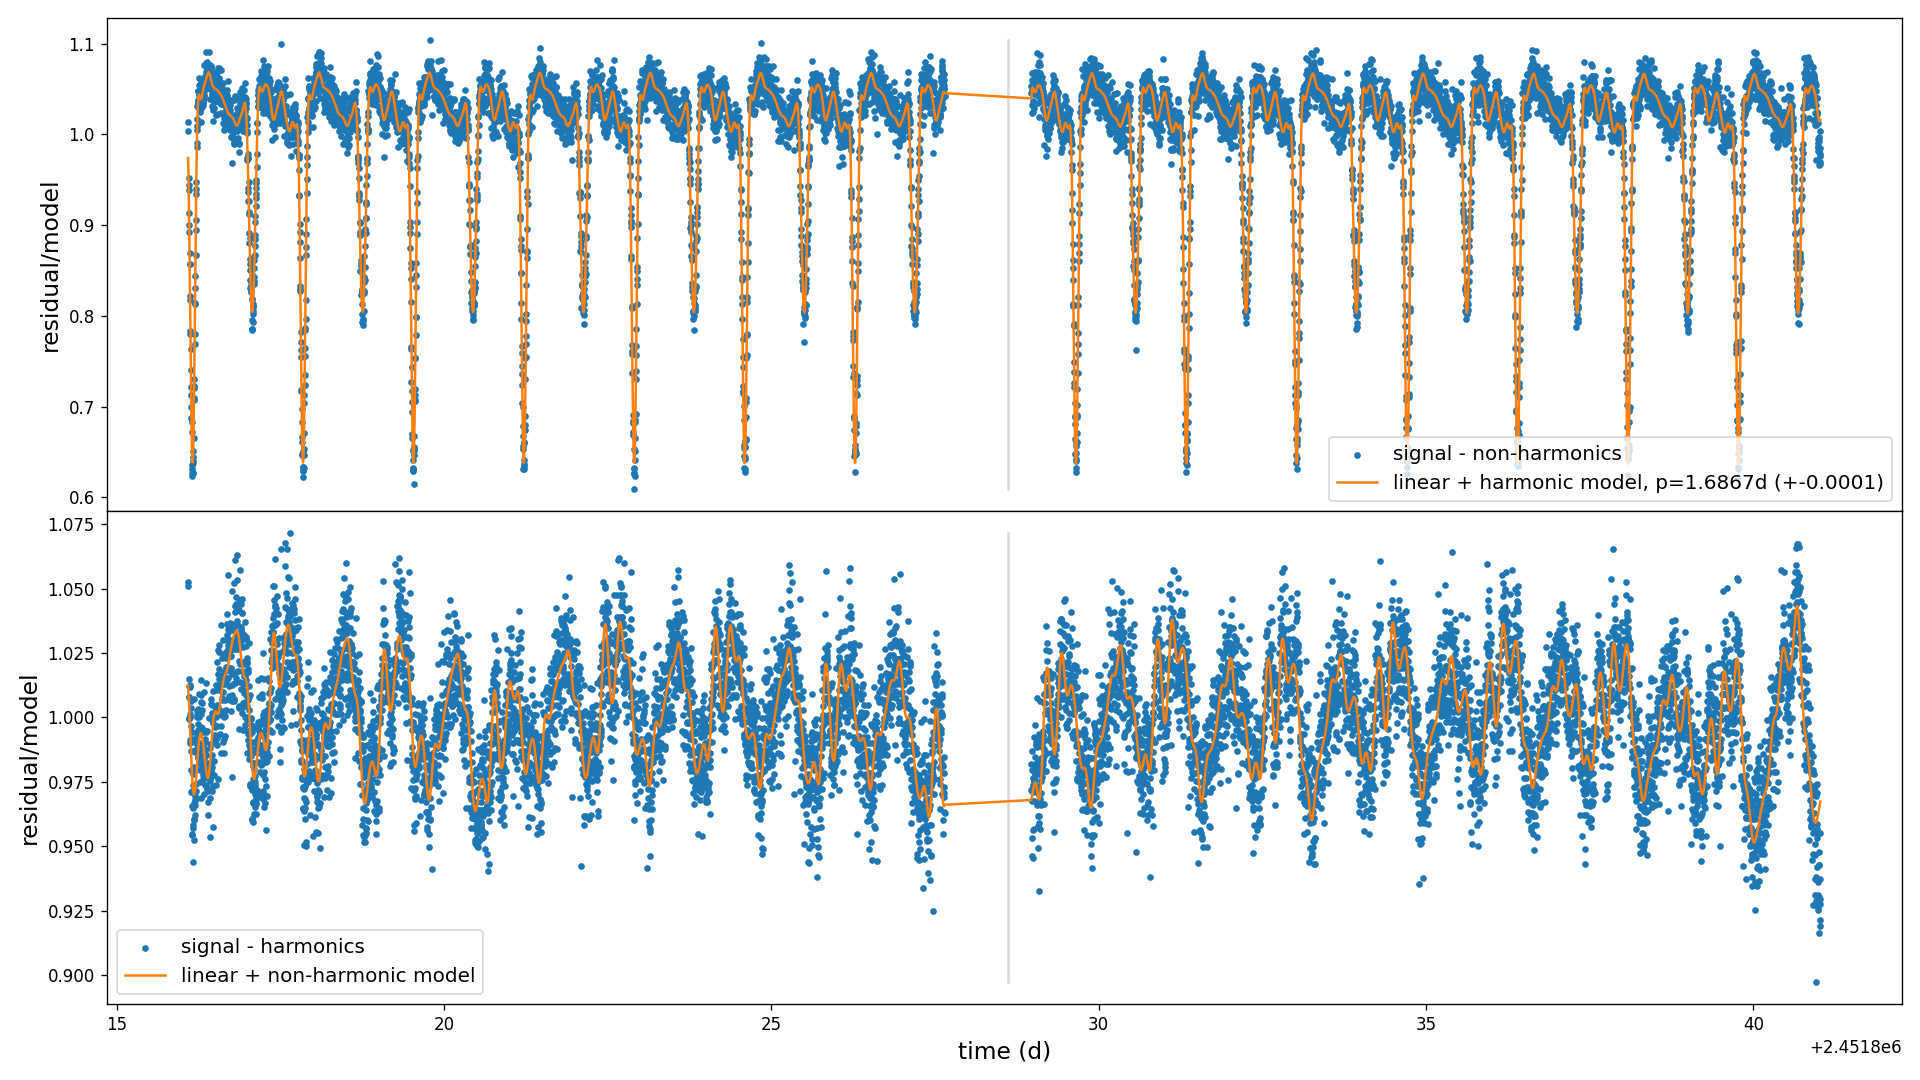 1.1
1.0
0.9
0.8
0.7
0.6
residual/model
signal - non-harmonics
linear + harmonic model, p=1.6867d (+-0.0001)
1.075
1.050
1.025
1.000
0.975
0.950
0.925
0.900
residual/model
signal - harmonics
linear + non-harmonic model
15 20 25 30 35 40
time (d)
+2.4518e6